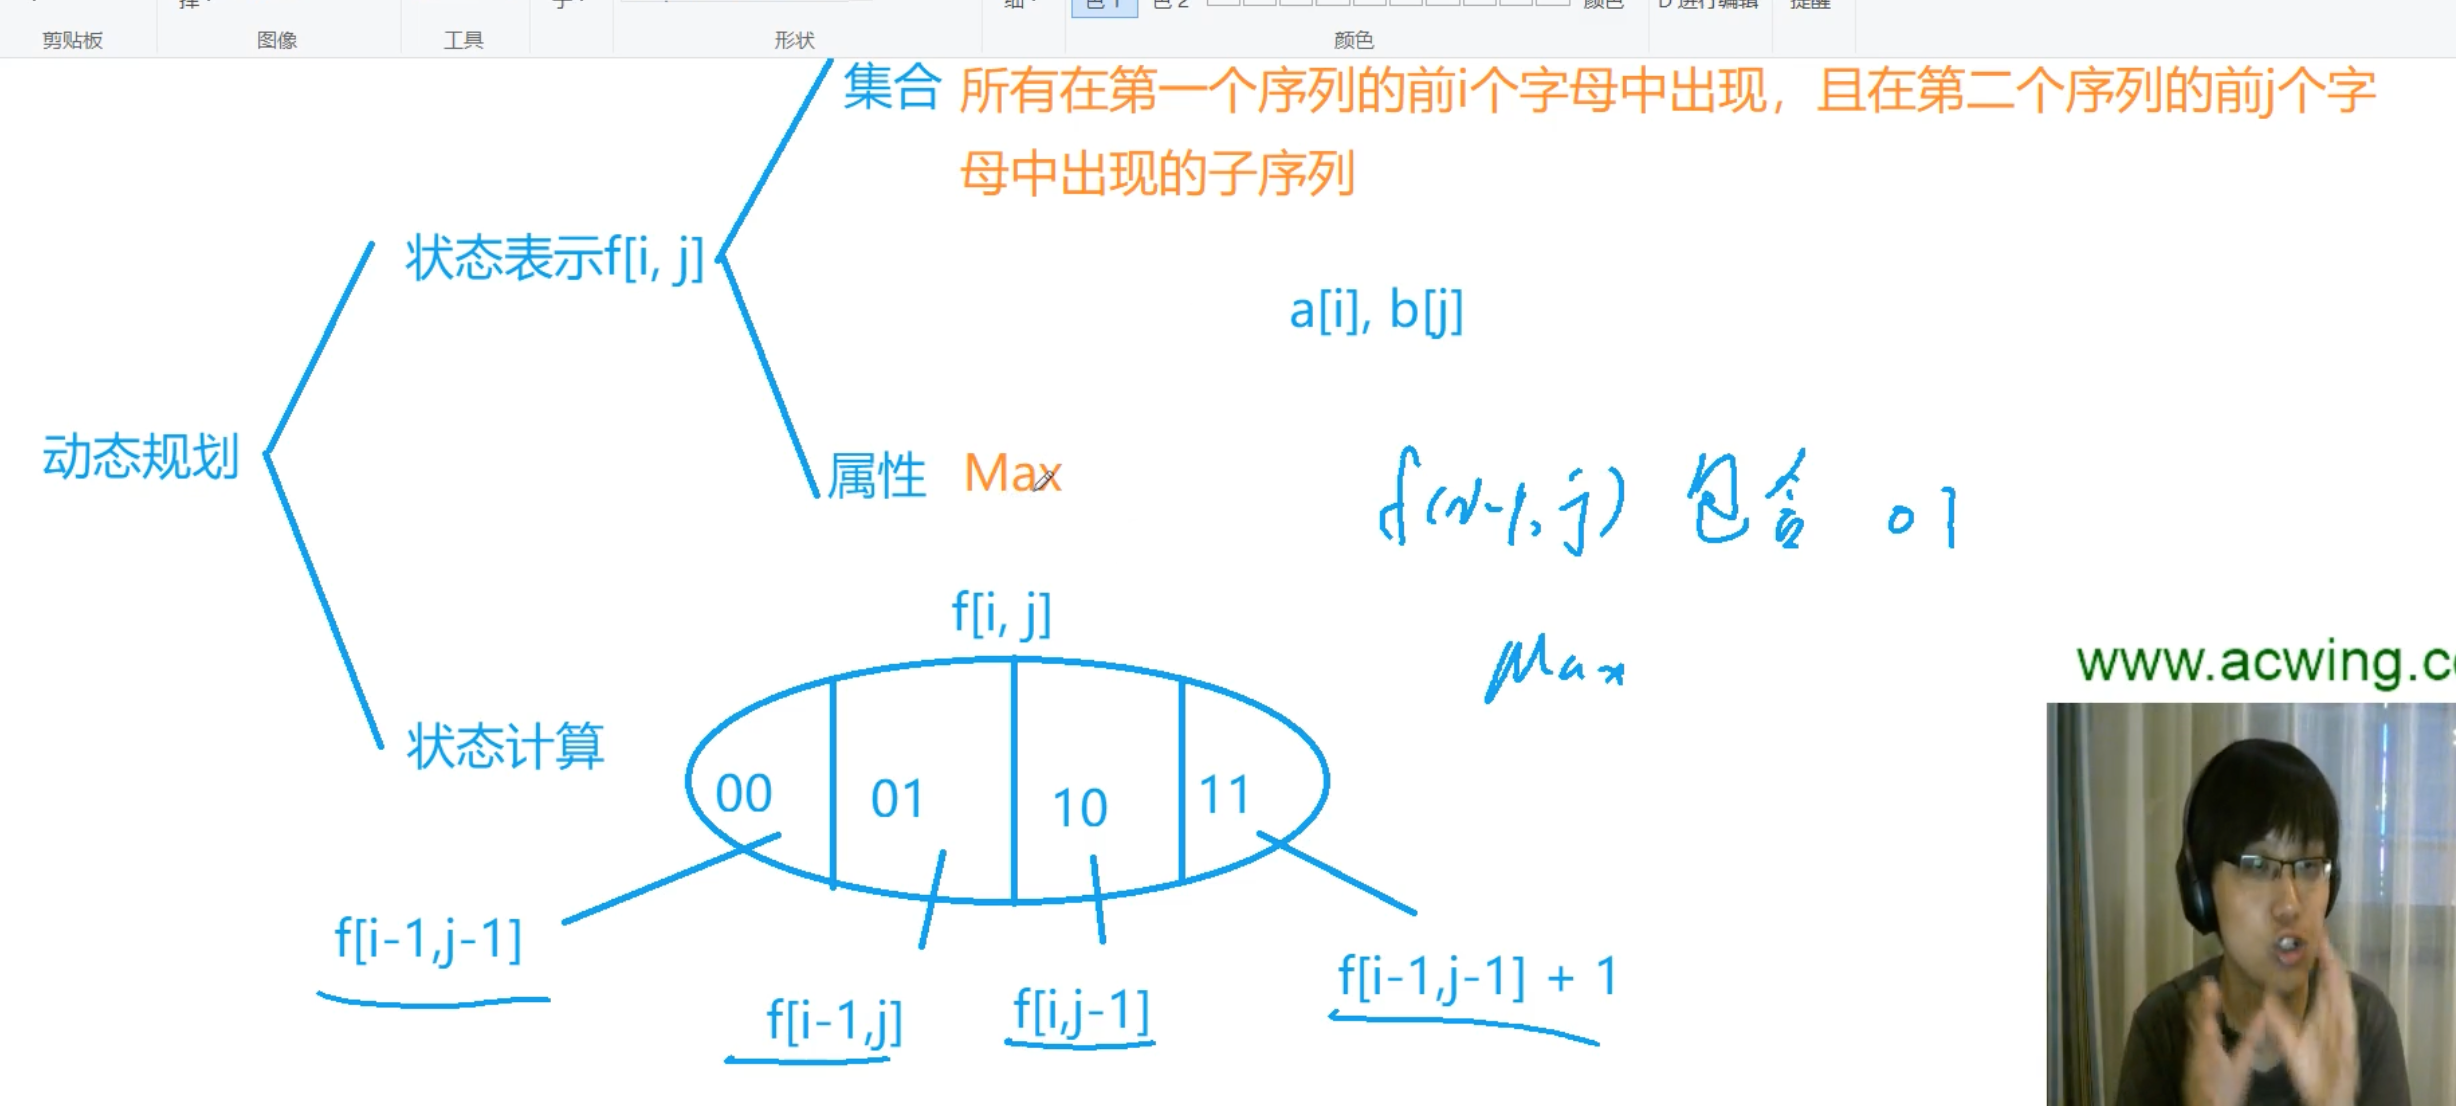 剪贴板 图像 工具 形状 颜色
集合 所有在第一个序列的前i个字母中出现，且在第二个序列的前j个字
母中出现的子序列
状态表示f[i, j]
a[i], b[j]
动态规划
属性 Max
f(i-1, j) 包含 01
f[i, j]
Max
www.acwing.c
状态计算
00 01 10 11
f[i-1,j-1]
f[i-1,j]
f[i,j-1]
f[i-1,j-1] + 1